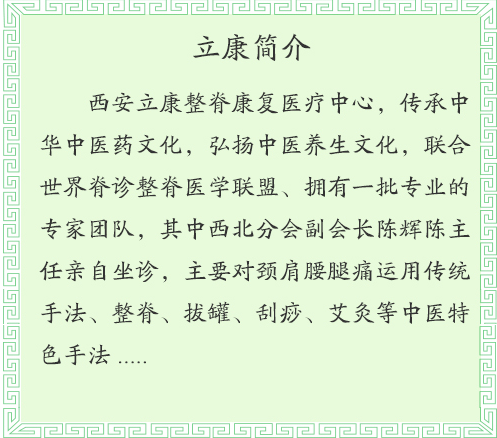 立康简介
西安立康整脊康复医疗中心，传承中
华中医药文化，弘扬中医养生文化，联合
世界脊诊整脊医学联盟、拥有一批专业的
专家团队，其中西北分会副会长陈辉陈主
任亲自坐诊，主要对颈肩腰腿痛运用传统
手法、整脊、拔罐、刮痧、艾灸等中医特
色手法 .....